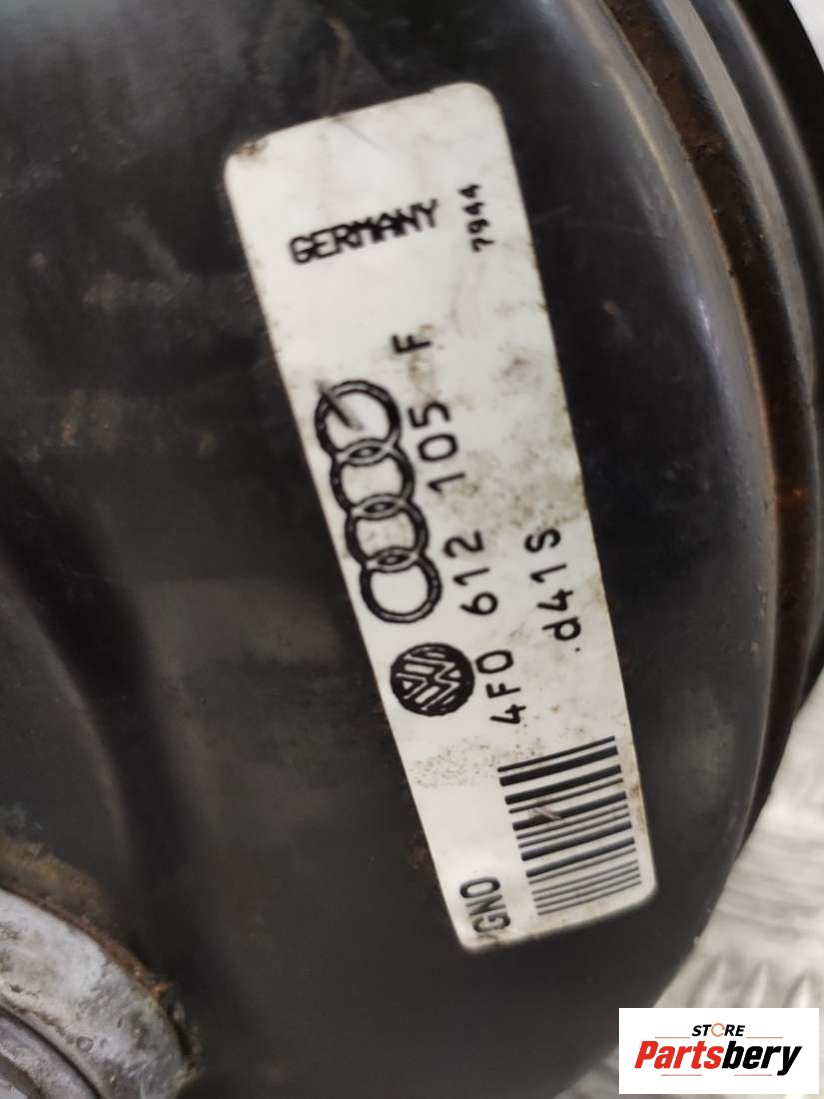 GERMANY
7944
4F0 612 105 F
.d41S
GNO
STORE
Partsbery